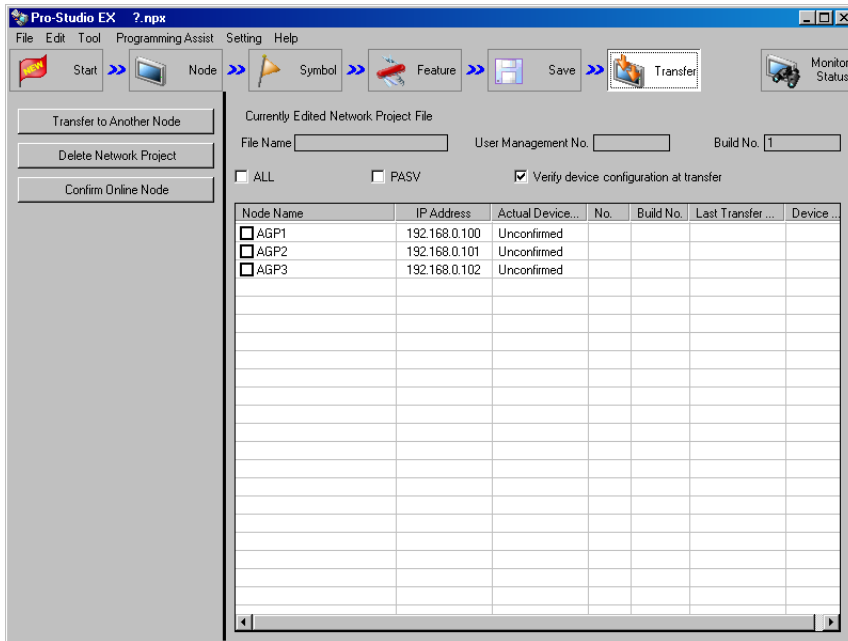 Pro-Studio EX ?.npx
File Edit Tool Programming Assist Setting Help
NEW Start Node Symbol Feature Save Transfer Monitor Status
Transfer to Another Node
Delete Network Project
Confirm Online Node
Currently Edited Network Project File
File Name User Management No. Build No. 1
ALL PASV Verify device configuration at transfer
Node Name IP Address Actual Device... No. Build No. Last Transfer ... Device ...
AGP1 192.168.0.100 Unconfirmed
AGP2 192.168.0.101 Unconfirmed
AGP3 192.168.0.102 Unconfirmed